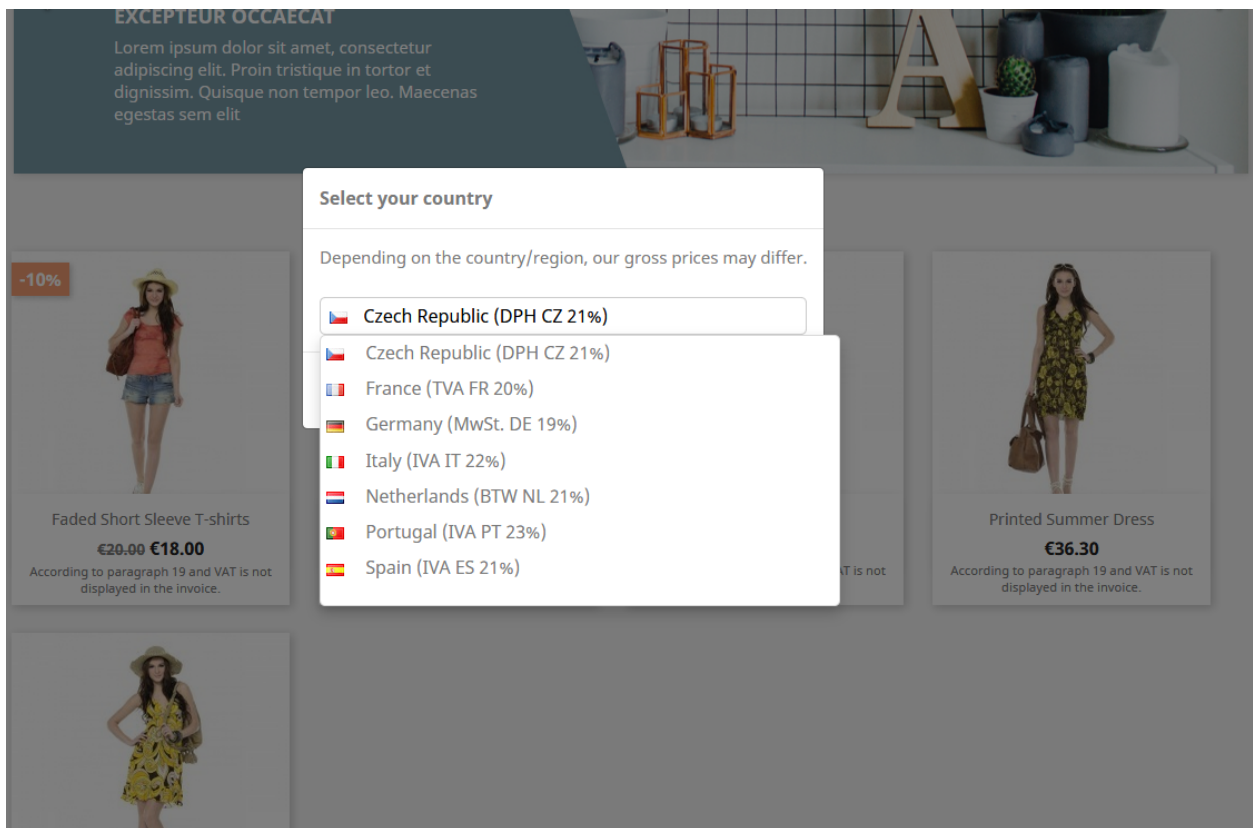 EXCEPTEUR OCCAECAT
Lorem ipsum dolor sit amet, consectetur
adipiscing elit. Proin tristique in tortor et
dignissim. Quisque non tempor leo. Maecenas
egestas sem elit
A
Select your country
Depending on the country/region, our gross prices may differ.
Czech Republic (DPH CZ 21%)
Czech Republic (DPH CZ 21%)
France (TVA FR 20%)
Germany (MwSt. DE 19%)
Italy (IVA IT 22%)
Netherlands (BTW NL 21%)
Portugal (IVA PT 23%)
Spain (IVA ES 21%)
-10%
Faded Short Sleeve T-shirts
€20.00 €18.00
According to paragraph 19 and VAT is not
displayed in the invoice.
AT is not
Printed Summer Dress
€36.30
According to paragraph 19 and VAT is not
displayed in the invoice.